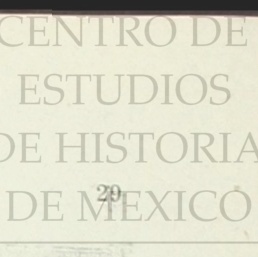 CENTRO DE
ESTUDIOS
DE HISTORIA
29
DE MEXICO